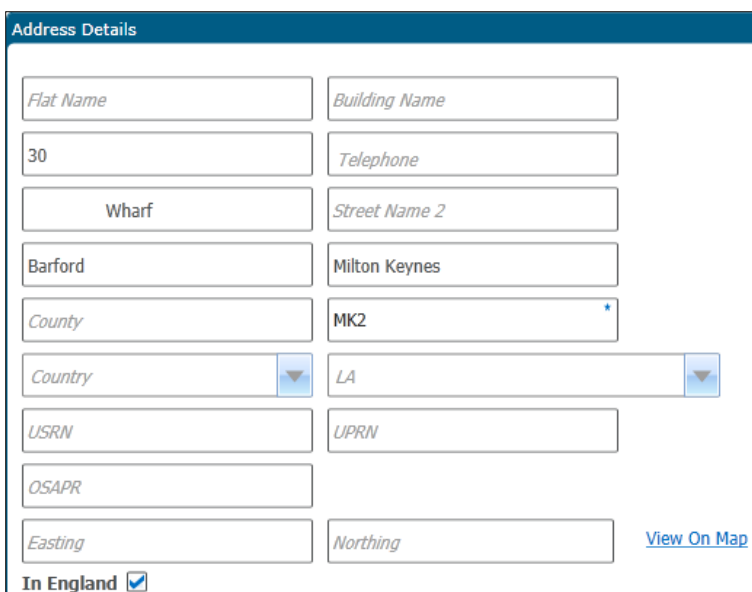 Address Details
Flat Name Building Name
30 Telephone
Wharf Street Name 2
Barford Milton Keynes
County MK2 *
Country LA
USRN UPRN
OSAPR
Easting Northing View On Map
In England